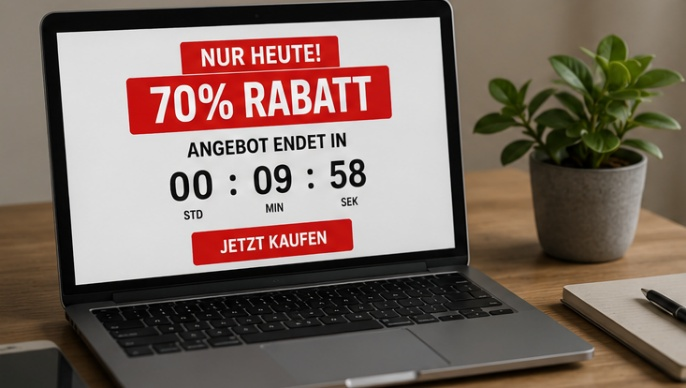 NUR HEUTE!
70% RABATT
ANGEBOT ENDET IN
00 : 09 : 58
STD MIN SEK
JETZT KAUFEN